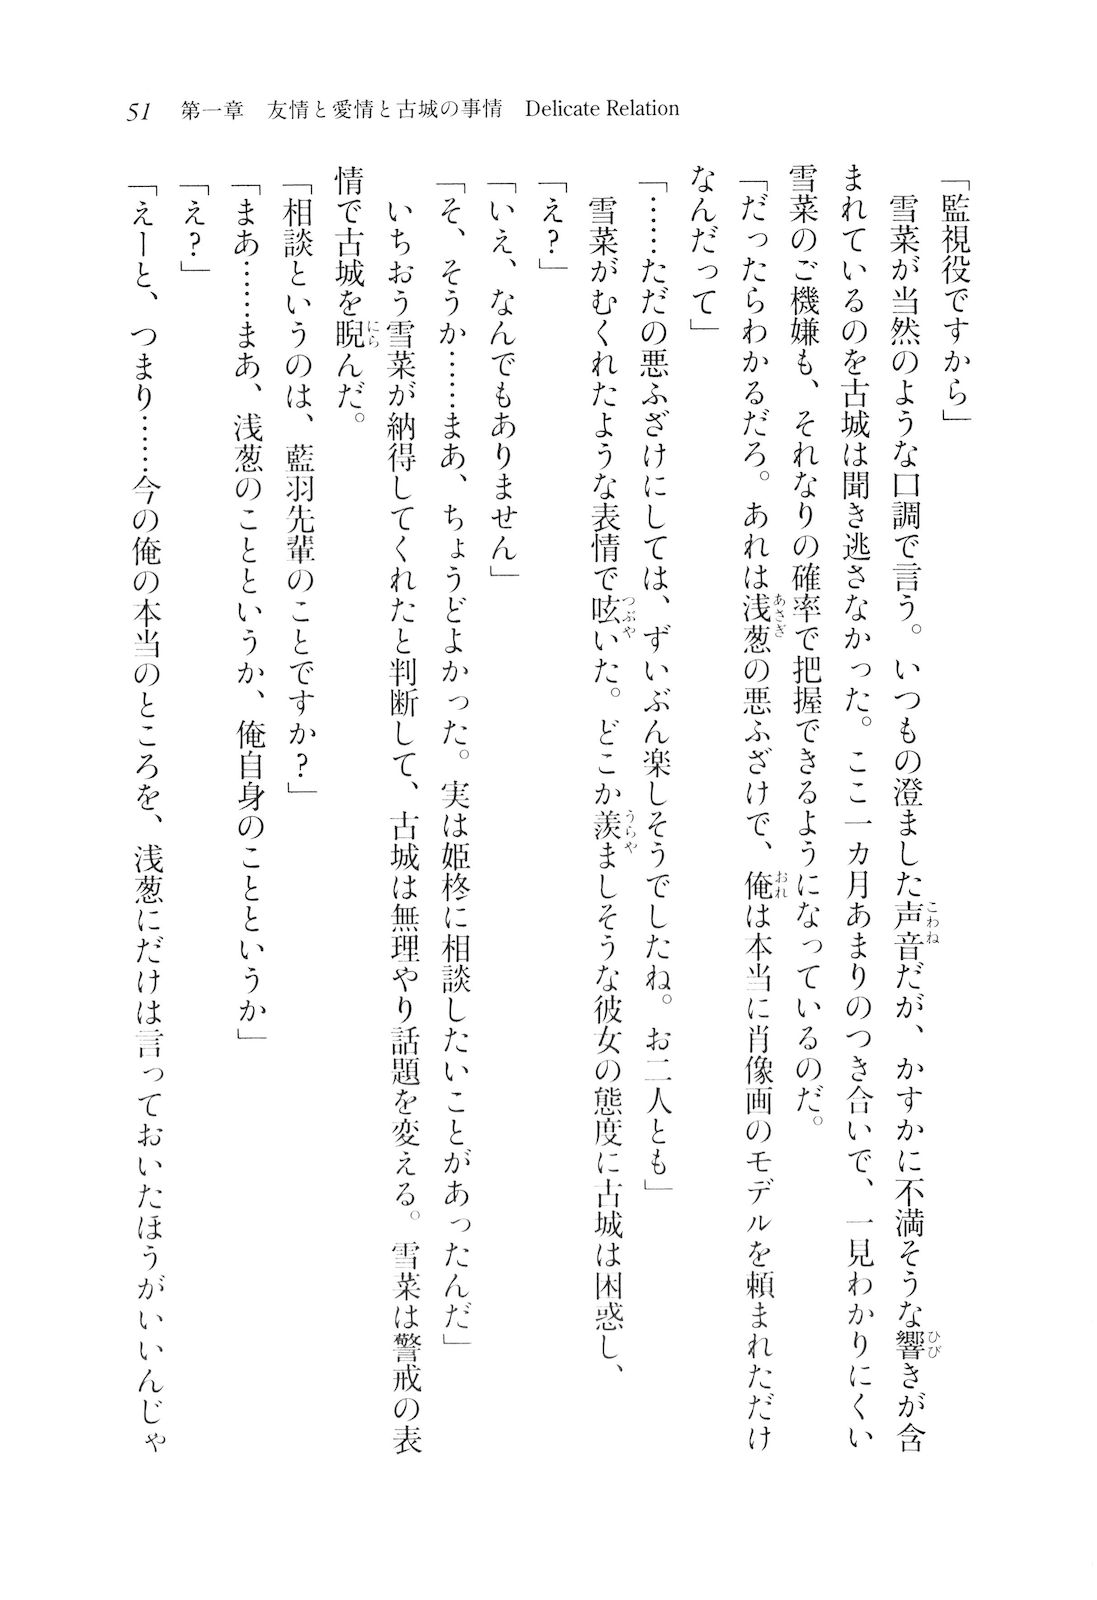 51　第一章　友情と愛情と古城の事情　Delicate Relation
「監視役ですから」
　雪菜が当然のような口調で言う。いつもの澄ました声音だが、かすかに不満そうな響きが含
まれているのを古城は聞き逃さなかった。ここ一カ月あまりのつき合いで、一見わかりにくい
雪菜のご機嫌も、それなりの確率で把握できるようになっているのだ。
「だったらわかるだろ。あれは浅葱の悪ふざけで、俺は本当に肖像画のモデルを頼まれただけ
なんだって」
「……ただの悪ふざけにしては、ずいぶん楽しそうでしたね。お二人とも」
　雪菜がむくれたような表情で呟いた。どこか羨ましそうな彼女の態度に古城は困惑し、
「え？」
「いえ、なんでもありません」
「そ、そうか……まあ、ちょうどよかった。実は姫柊に相談したいことがあったんだ」
　いちおう雪菜が納得してくれたと判断して、古城は無理やり話題を変える。雪菜は警戒の表
情で古城を睨んだ。
「相談というのは、藍羽先輩のことですか？」
「まあ……まあ、浅葱のことというか、俺自身のことというか」
「え？」
「えーと、つまり……今の俺の本当のところを、浅葱にだけは言っておいたほうがいいんじゃ